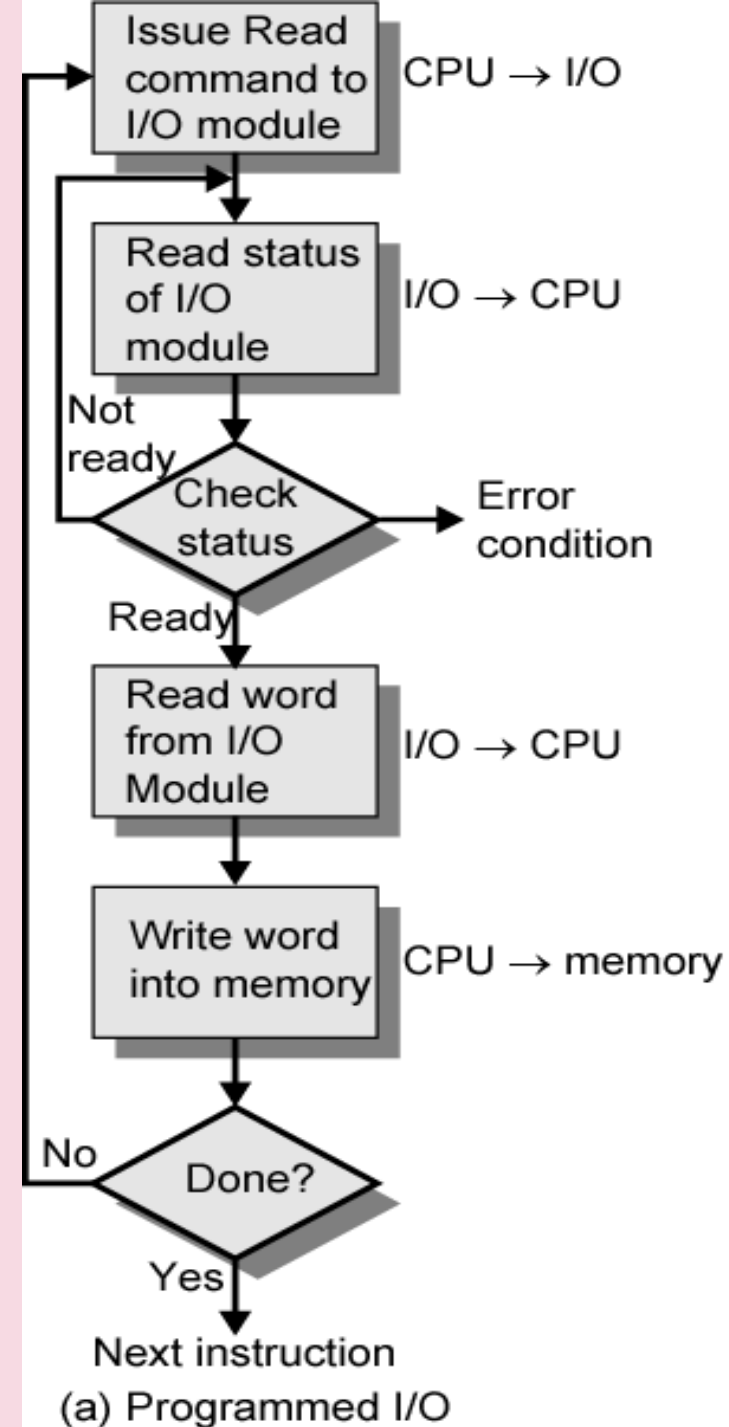 Issue Read
command to
I/O module
CPU → I/O
Read status
of I/O
module
I/O → CPU
Not
ready
Check
status
Error
condition
Ready
Read word
from I/O
Module
I/O → CPU
Write word
into memory
CPU → memory
No
Done?
Yes
Next instruction
(a) Programmed I/O